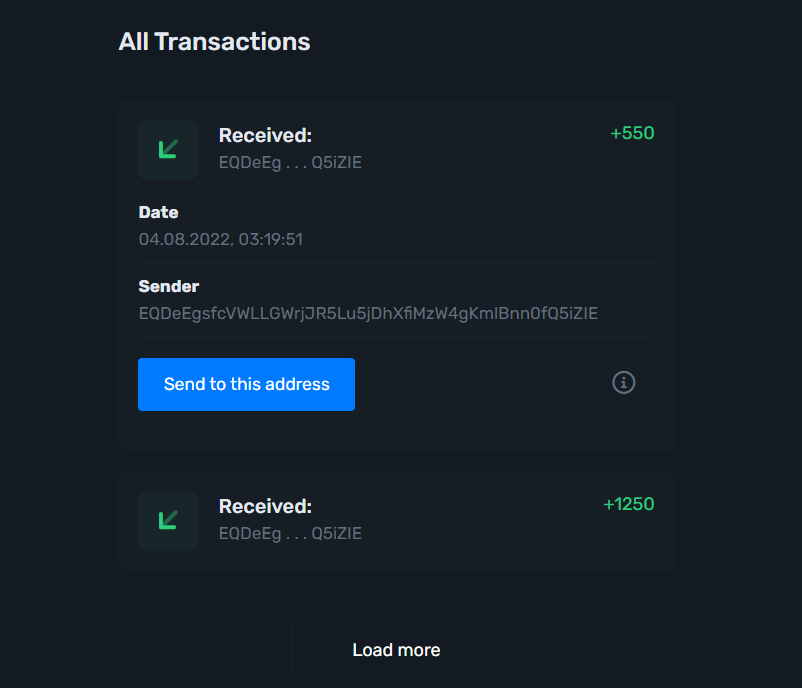 All Transactions
Received:
+550
EQDeEg . . . Q5iZIE
Date
04.08.2022, 03:19:51
Sender
EQDeEgsfcVWLLGWrjJR5Lu5jDhXfiMzW4gKmlBnn0fQ5iZIE
Send to this address
Received:
+1250
EQDeEg . . . Q5iZIE
Load more